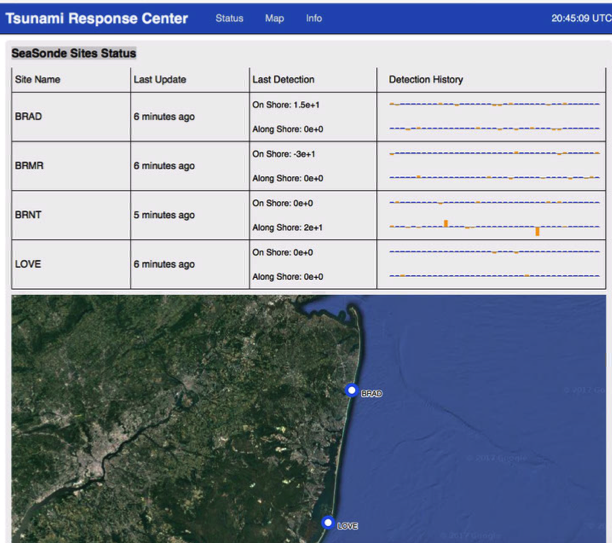 Tsunami Response Center Status Map Info 20:45:09 UTC
SeaSonde Sites Status
Site Name Last Update Last Detection Detection History
BRAD 6 minutes ago On Shore: 1.5e+1
Along Shore: 0e+0
BRMR 6 minutes ago On Shore: -3e+1
Along Shore: 0e+0
BRNT 5 minutes ago On Shore: 0e+0
Along Shore: 2e+1
LOVE 6 minutes ago On Shore: 0e+0
Along Shore: 0e+0
BRAD
LOVE